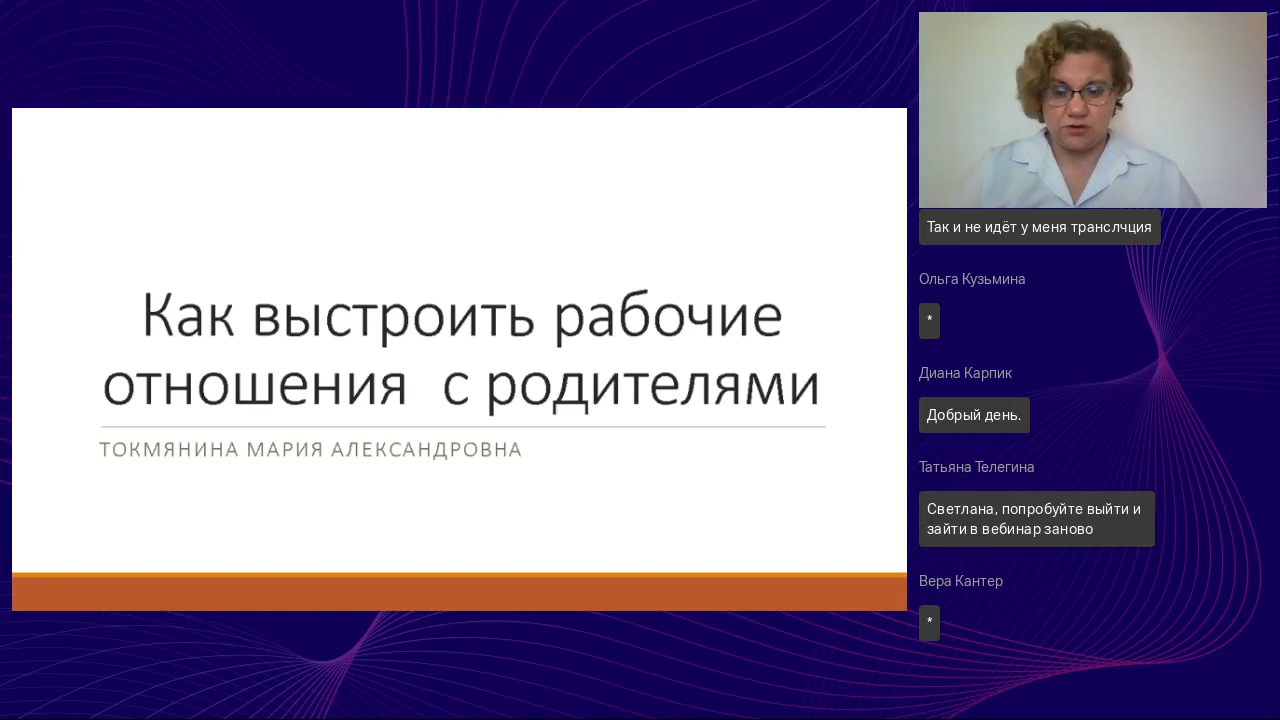 Как выстроить рабочие
отношения с родителями
ТОКМЯНИНА МАРИЯ АЛЕКСАНДРОВНА
Так и не идёт у меня транслчция
Ольга Кузьмина
*
Диана Карпик
Добрый день.
Татьяна Телегина
Светлана, попробуйте выйти и
зайти в вебинар заново
Вера Кантер
*